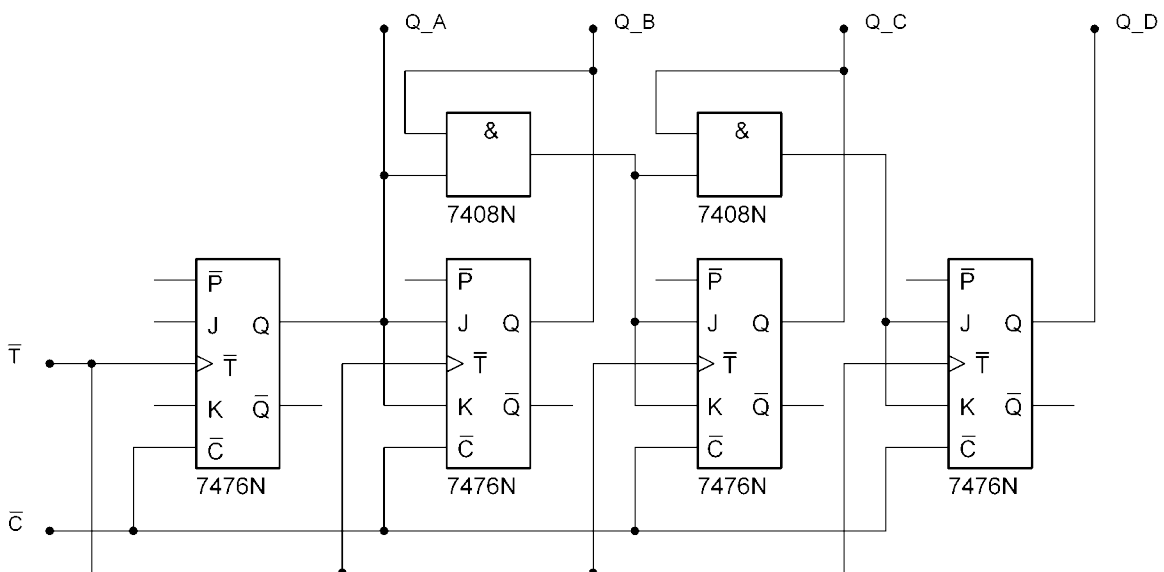 Q_A Q_B Q_C Q_D
& &
7408N 7408N
P̅ P̅ P̅ P̅
J Q J Q J Q J Q
T̅ T̅ T̅ T̅ T̅
K Q̅ K Q̅ K Q̅ K Q̅
C̅ C̅ C̅ C̅
7476N 7476N 7476N 7476N
C̅